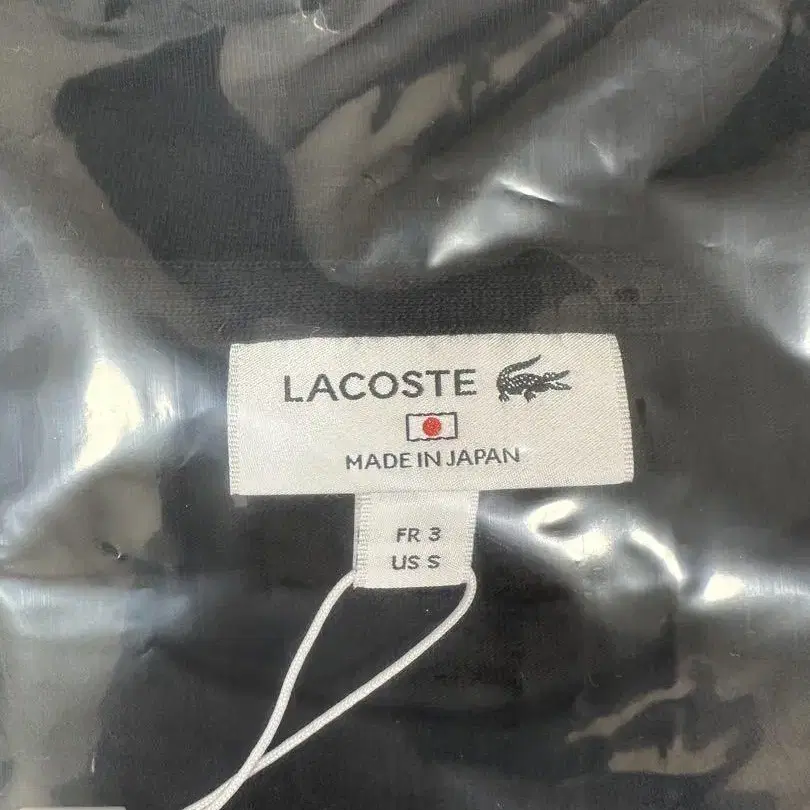 LACOSTE
MADE IN JAPAN
FR 3
US S